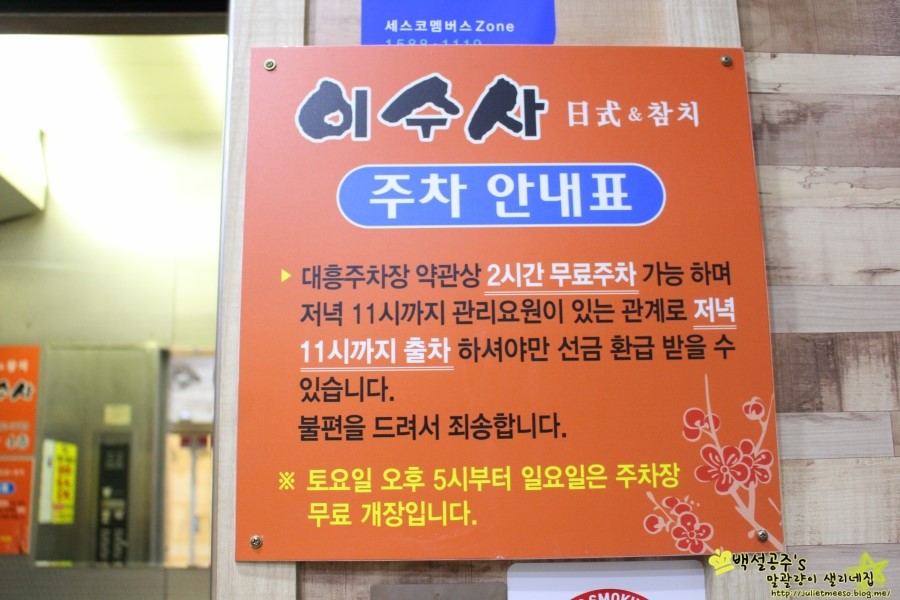 세스코멤버스Zone
1588-1119
이수사 日式&참치
주차 안내표
▶ 대흥주차장 약관상 2시간 무료주차 가능 하며
저녁 11시까지 관리요원이 있는 관계로 저녁
11시까지 출차 하셔야만 선금 환급 받을 수
있습니다.
불편을 드려서 죄송합니다.
※ 토요일 오후 5시부터 일요일은 주차장
무료 개장입니다.
백설공주's
말괄량이 샐리네집
http://julietmeeso.blog.me/